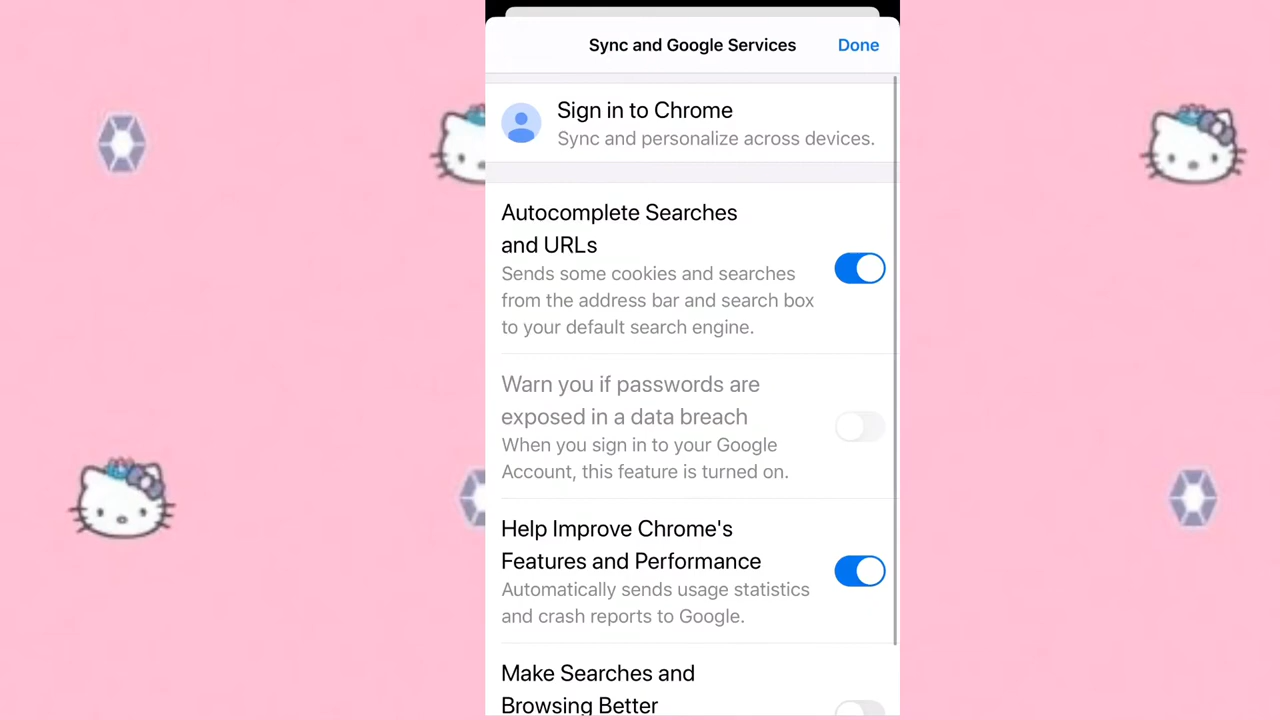 Sync and Google Services
Done
Sign in to Chrome
Sync and personalize across devices.
Autocomplete Searches
and URLs
Sends some cookies and searches
from the address bar and search box
to your default search engine.
Warn you if passwords are
exposed in a data breach
When you sign in to your Google
Account, this feature is turned on.
Help Improve Chrome's
Features and Performance
Automatically sends usage statistics
and crash reports to Google.
Make Searches and
Browsing Better